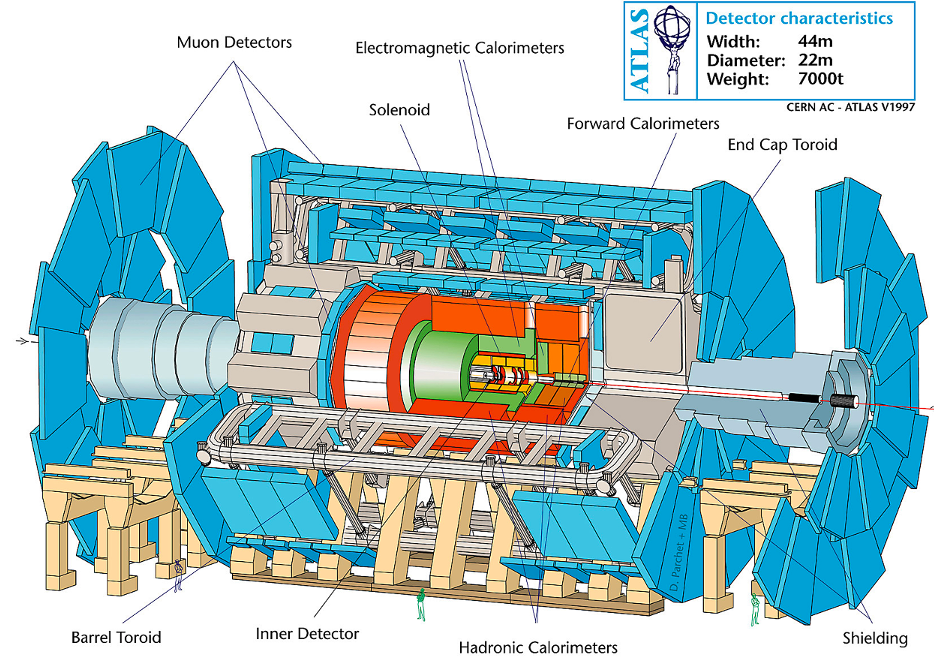 ATLAS
Detector characteristics
Width: 44m
Diameter: 22m
Weight: 7000t
CERN AC - ATLAS V1997
Muon Detectors
Electromagnetic Calorimeters
Solenoid
Forward Calorimeters
End Cap Toroid
D. Parchet + MB
Barrel Toroid
Inner Detector
Hadronic Calorimeters
Shielding